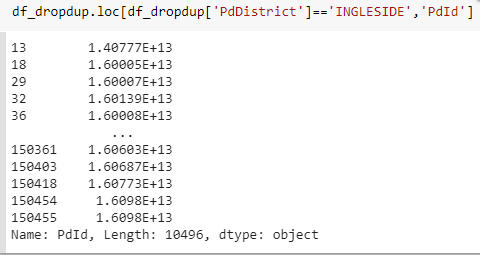 df_dropdup.loc[df_dropdup['PdDistrict']=='INGLESIDE','PdId']
13 1.40777E+13
18 1.60005E+13
29 1.60007E+13
32 1.60139E+13
36 1.60008E+13
...
150361 1.60603E+13
150403 1.60687E+13
150418 1.60773E+13
150454 1.6098E+13
150455 1.6098E+13
Name: PdId, Length: 10496, dtype: object